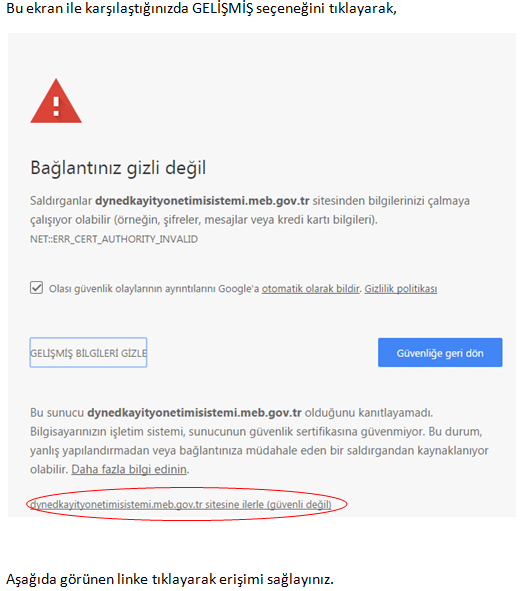 Bu ekran ile karşılaştığınızda GELİŞMİŞ seçeneğini tıklayarak,
Bağlantınız gizli değil
Saldırganlar dynedkayityonetimisistemi.meb.gov.tr sitesinden bilgilerinizi çalmaya
çalışıyor olabilir (örneğin, şifreler, mesajlar veya kredi kartı bilgileri).
NET::ERR_CERT_AUTHORITY_INVALID
Olası güvenlik olaylarının ayrıntılarını Google'a otomatik olarak bildir. Gizlilik politikası
GELİŞMİŞ BİLGİLERİ GİZLE
Güvenliğe geri dön
Bu sunucu dynedkayityonetimisistemi.meb.gov.tr olduğunu kanıtlayamadı.
Bilgisayarınızın işletim sistemi, sunucunun güvenlik sertifikasına güvenmiyor. Bu durum,
yanlış yapılandırmadan veya bağlantınıza müdahale eden bir saldırgandan kaynaklanıyor
olabilir. Daha fazla bilgi edinin.
dynedkayityonetimisistemi.meb.gov.tr sitesine ilerle (güvenli değil)
Aşağıda görünen linke tıklayarak erişimi sağlayınız.